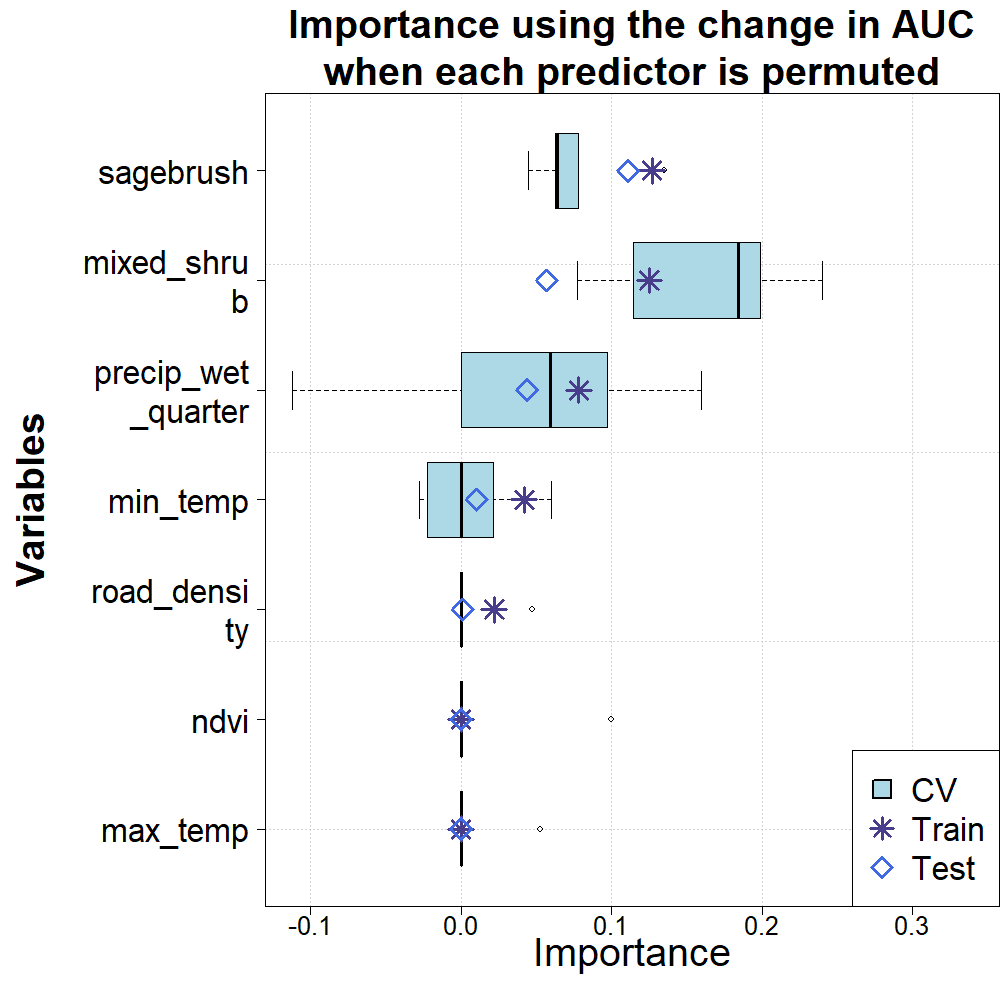 Importance using the change in AUC
when each predictor is permuted
sagebrush
mixed_shru
b
precip_wet
_quarter
min_temp
road_densi
ty
ndvi
max_temp
Variables
CV
Train
Test
-0.1 0.0 0.1 0.2 0.3
Importance